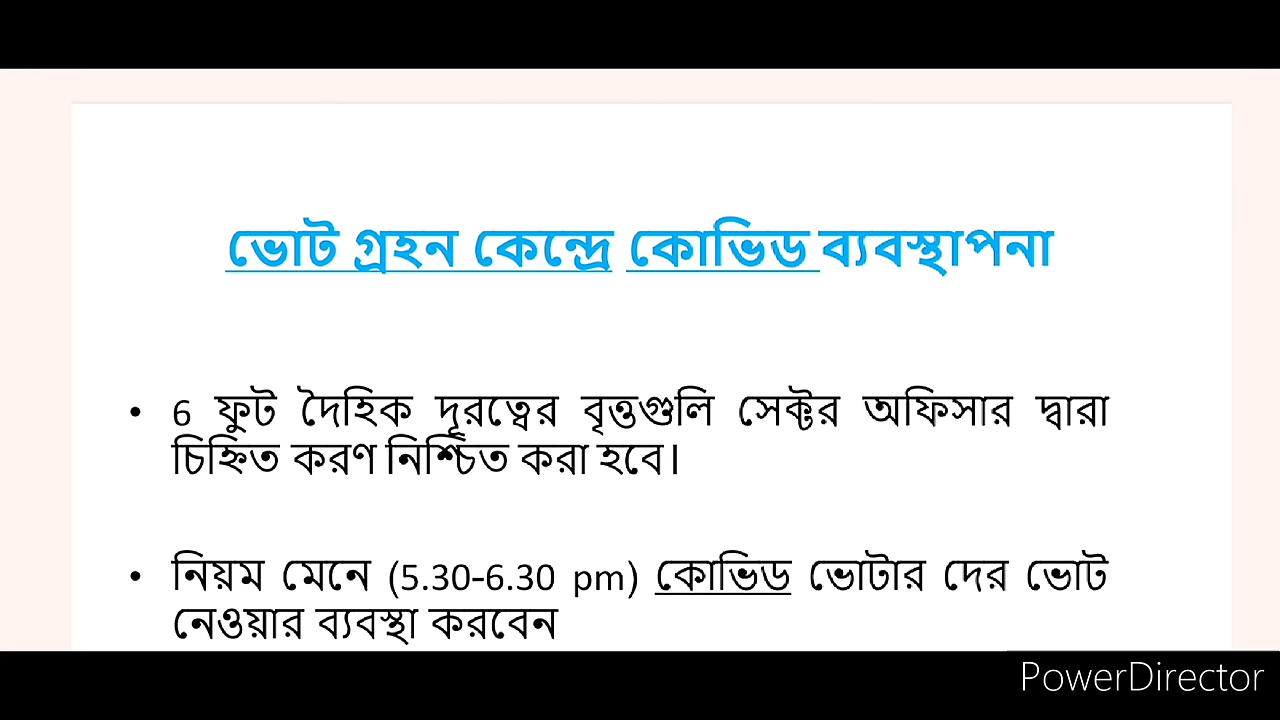 ভোট গ্রহন কেন্দ্রে কোভিড ব্যবস্থাপনা
• 6 ফুট দৈহিক দূরত্বের বৃত্তগুলি সেক্টর অফিসার দ্বারা
চিহ্নিত করণ নিশ্চিত করা হবে।
• নিয়ম মেনে (5.30-6.30 pm) কোভিড ভোটার দের ভোট
নেওয়ার ব্যবস্থা করবেন
PowerDirector